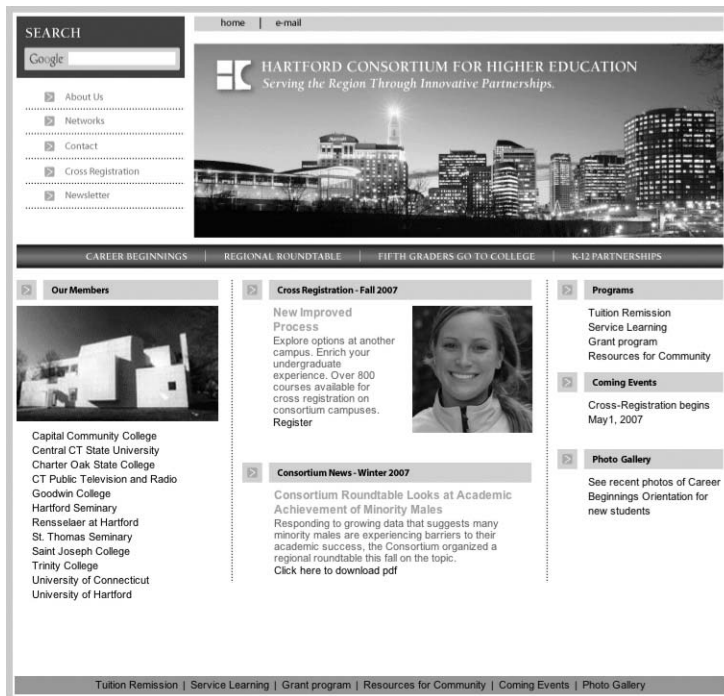 home | e-mail
SEARCH
Google
About Us
Networks
Contact
Cross Registration
Newsletter
HARTFORD CONSORTIUM FOR HIGHER EDUCATION
Serving the Region Through Innovative Partnerships.
CAREER BEGINNINGS | REGIONAL ROUNDTABLE | FIFTH GRADERS GO TO COLLEGE | K-12 PARTNERSHIPS
Our Members
Capital Community College
Central CT State University
Charter Oak State College
CT Public Television and Radio
Goodwin College
Hartford Seminary
Rensselaer at Hartford
St. Thomas Seminary
Saint Joseph College
Trinity College
University of Connecticut
University of Hartford
Cross Registration - Fall 2007
New Improved
Process
Explore options at another
campus. Enrich your
undergraduate
experience. Over 800
courses available for
cross registration on
consortium campuses.
Register
Consortium News - Winter 2007
Consortium Roundtable Looks at Academic
Achievement of Minority Males
Responding to growing data that suggests many
minority males are experiencing barriers to their
academic success, the Consortium organized a
regional roundtable this fall on the topic.
Click here to download pdf
Programs
Tuition Remission
Service Learning
Grant program
Resources for Community
Coming Events
Cross-Registration begins
May1, 2007
Photo Gallery
See recent photos of Career
Beginnings Orientation for
new students
Tuition Remission | Service Learning | Grant program | Resources for Community | Coming Events | Photo Gallery